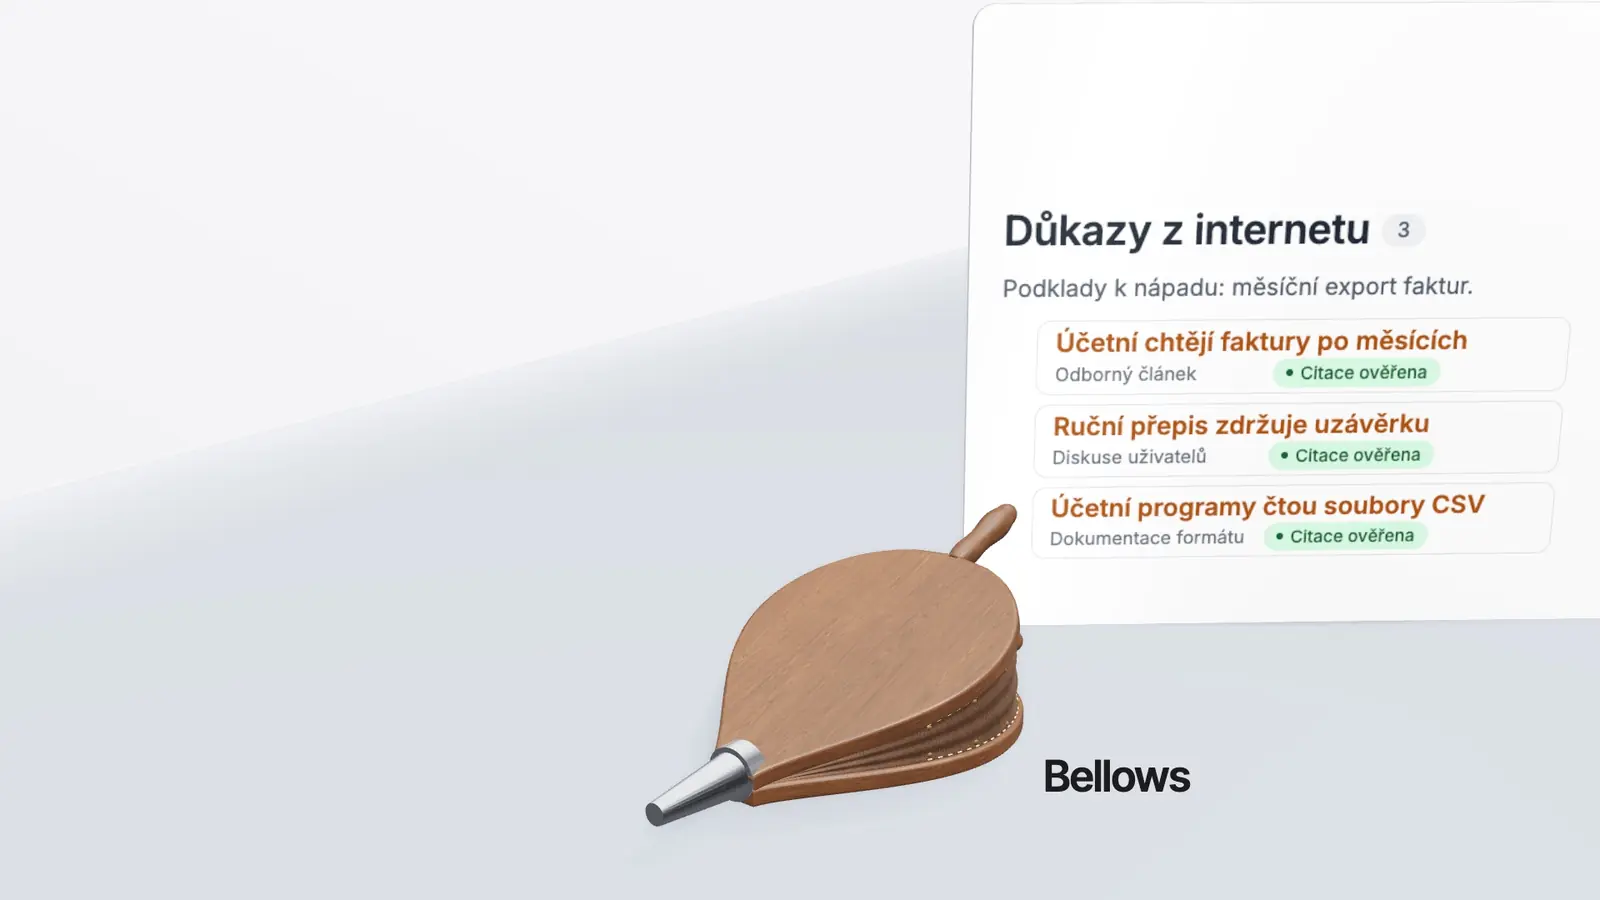 Důkazy z internetu 3
Podklady k nápadu: měsíční export faktur.
Účetní chtějí faktury po měsících
Odborný článek • Citace ověřena
Ruční přepis zdržuje uzávěrku
Diskuse uživatelů • Citace ověřena
Účetní programy čtou soubory CSV
Dokumentace formátu • Citace ověřena
Bellows